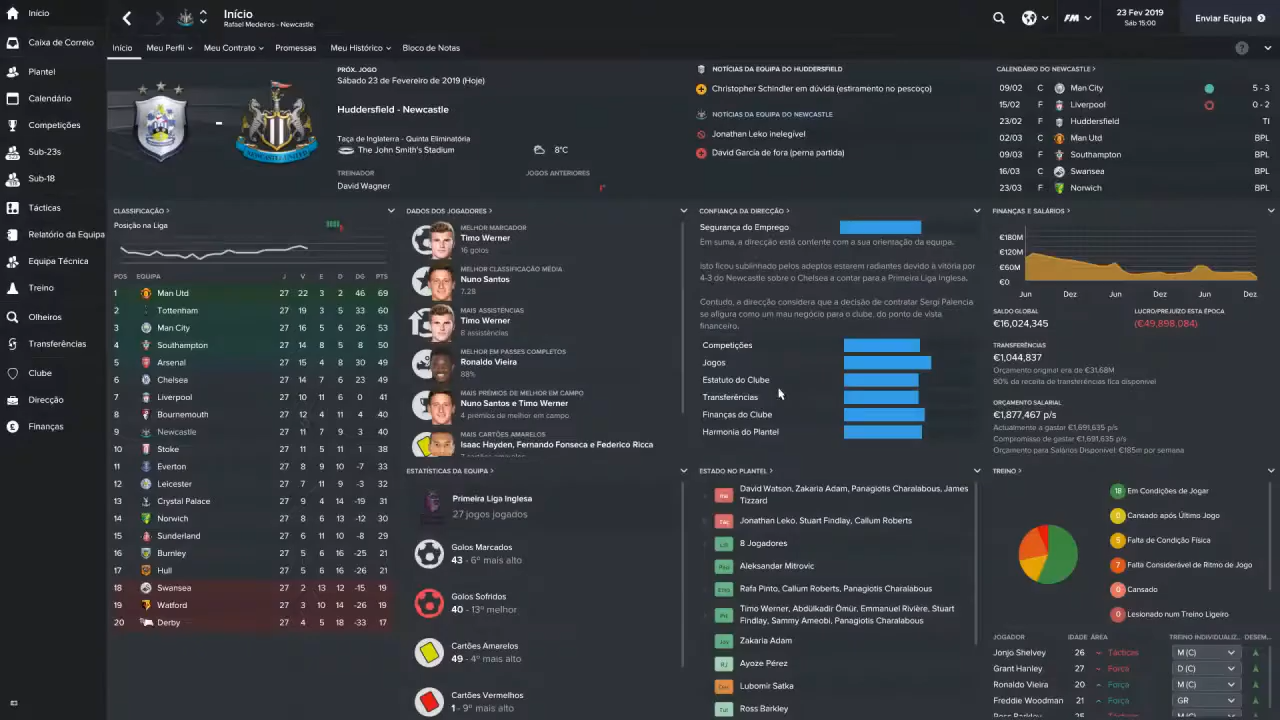 Início
Caixa de Correio
Plantel
Calendário
Competições
Sub-23s
Sub-18
Tácticas
Relatório da Equipa
Equipa Técnica
Treino
Olheiros
Transferências
Clube
Direcção
Finanças
Início
Rafael Medeiros - Newcastle
FM
23 Fev 2019
Sáb 15:00
Enviar Equipa
Início
Meu Perfil
Meu Contrato
Promessas
Meu Histórico
Bloco de Notas
PRÓX. JOGO
Sábado 23 de Fevereiro de 2019 (Hoje)
Huddersfield - Newcastle
Taça de Inglaterra - Quinta Eliminatória
The John Smith's Stadium
8°C
TREINADOR
David Wagner
JOGOS ANTERIORES
NOTÍCIAS DA EQUIPA DO HUDDERSFIELD
Christopher Schindler em dúvida (estiramento no pescoço)
NOTÍCIAS DA EQUIPA DO NEWCASTLE
Jonathan Leko inelegível
David García de fora (perna partida)
CALENDÁRIO DO NEWCASTLE >
09/02 C Man City 5 - 3
15/02 F Liverpool 0 - 2
23/02 F Huddersfield TI
02/03 C Man Utd BPL
09/03 F Southampton BPL
16/03 C Swansea BPL
23/03 F Norwich BPL
CLASSIFICAÇÃO >
Posição na Liga
POS EQUIPA J V E D DG PTS
1 Man Utd 27 22 3 2 46 69
2 Tottenham 27 19 3 5 33 60
3 Man City 27 16 5 6 26 53
4 Southampton 27 14 8 5 8 50
5 Arsenal 27 15 4 8 30 49
6 Chelsea 27 14 7 6 23 49
7 Liverpool 27 10 11 6 0 41
8 Bournemouth 27 12 4 11 4 40
9 Newcastle 27 11 7 9 3 40
10 Stoke 27 11 5 11 1 38
11 Everton 27 8 9 10 -7 33
12 Leicester 27 7 11 9 -3 32
13 Crystal Palace 27 9 4 14 -19 31
14 Norwich 27 8 6 13 -12 30
15 Sunderland 27 6 11 10 -8 29
16 Burnley 27 5 6 16 -25 21
17 Hull 27 5 6 16 -26 21
18 Swansea 27 2 13 12 -15 19
19 Watford 27 3 10 14 -26 19
20 Derby 27 4 5 18 -33 17
DADOS DOS JOGADORES >
MELHOR MARCADOR
Timo Werner
16 golos
MELHOR CLASSIFICAÇÃO MÉDIA
Nuno Santos
7.28
MAIS ASSISTÊNCIAS
Timo Werner
8 assistências
MELHOR EM PASSES COMPLETOS
Ronaldo Vieira
88%
MAIS PRÉMIOS DE MELHOR EM CAMPO
Nuno Santos e Timo Werner
4 prémios de melhor em campo
MAIS CARTÕES AMARELOS
Isaac Hayden, Fernando Fonseca e Federico Ricca
ESTATÍSTICAS DA EQUIPA >
Primeira Liga Inglesa
27 jogos jogados
Golos Marcados
43 - 6º mais alto
Golos Sofridos
40 - 13º melhor
Cartões Amarelos
49 - 4º mais alto
Cartões Vermelhos
1 - 9º mais alto
CONFIANÇA DA DIRECÇÃO >
Segurança do Emprego
Em suma, a direcção está contente com a sua orientação da equipa.
Isto ficou sublinhado pelos adeptos estarem radiantes devido à vitória por
4-3 do Newcastle sobre o Chelsea a contar para a Primeira Liga Inglesa.
Contudo, a direcção considera que a decisão de contratar Sergi Palencia
se afigura como um mau negócio para o clube, do ponto de vista
financeiro.
Competições
Jogos
Estatuto do Clube
Transferências
Finanças do Clube
Harmonia do Plantel
ESTADO NO PLANTEL >
David Watson, Zakaria Adam, Panagiotis Charalabous, James
Tizzard
Jonathan Leko, Stuart Findlay, Callum Roberts
8 Jogadores
Aleksandar Mitrovic
Rafa Pinto, Callum Roberts, Panagiotis Charalabous
Timo Werner, Abdülkadir Ömür, Emmanuel Rivière, Stuart
Findlay, Sammy Ameobi, Panagiotis Charalabous
Zakaria Adam
Ayoze Pérez
Lubomir Satka
Ross Barkley
FINANÇAS E SALÁRIOS >
€180M
€120M
€60M
€0
Jun Dez Jun Dez Jun Dez
SALDO GLOBAL
€16,024,345
LUCRO/PREJUÍZO ESTA ÉPOCA
(€49,898,084)
TRANSFERÊNCIAS
€1,044,837
Orçamento original era de €31,68M
90% da receita de transferências fica disponível
ORÇAMENTO SALARIAL
€1,877,467 p/s
Actualmente a gastar €1,691,635 p/s
Compromisso de gastar €1,691,635 p/s
Orçamento para Salários Disponível: €185m por semana
TREINO >
18 Em Condições de Jogar
0 Cansado após Último Jogo
5 Falta de Condição Física
7 Falta Considerável de Ritmo de Jogo
0 Cansado
0 Lesionado num Treino Ligeiro
JOGADOR IDADE ÁREA TREINO INDIVIDUALIZ... DESEM...
Jonjo Shelvey 26 Tácticas M (C)
Grant Hanley 27 Força D (C)
Ronaldo Vieira 20 Força M (C)
Freddie Woodman 21 Força GR